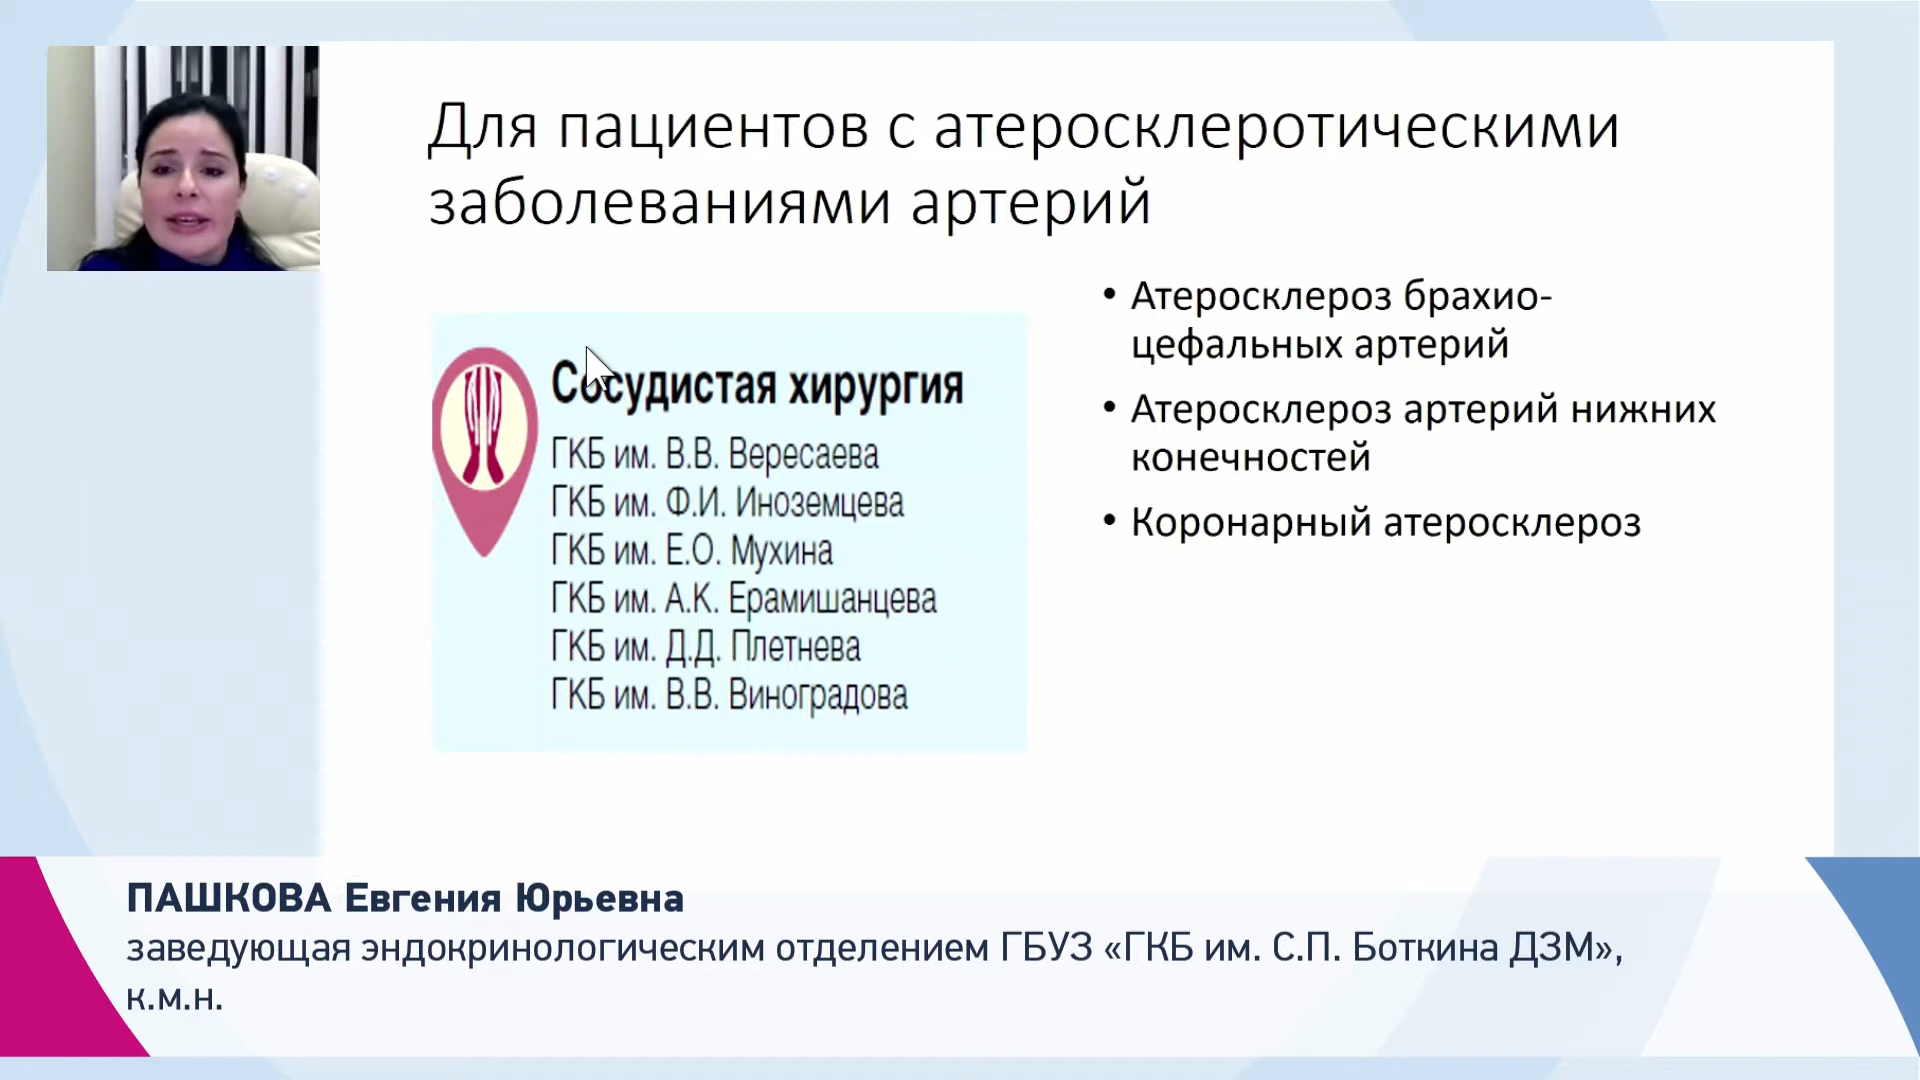 Для пациентов с атеросклеротическими
заболеваниями артерий
Сосудистая хирургия
ГКБ им. В.В. Вересаева
ГКБ им. Ф.И. Иноземцева
ГКБ им. Е.О. Мухина
ГКБ им. А.К. Ерамишанцева
ГКБ им. Д.Д. Плетнева
ГКБ им. В.В. Виноградова
• Атеросклероз брахио-
цефальных артерий
• Атеросклероз артерий нижних
конечностей
• Коронарный атеросклероз
ПАШКОВА Евгения Юрьевна
заведующая эндокринологическим отделением ГБУЗ «ГКБ им. С.П. Боткина ДЗМ»,
к.м.н.